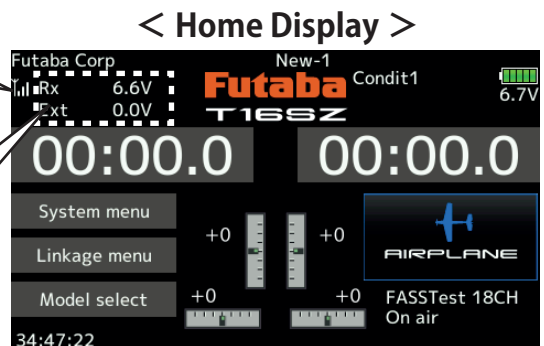 < Home Display >
Futaba Corp
New-1
Rx 6.6V
Ext 0.0V
Futaba
T16SZ
Condit1
6.7V
00:00.0
00:00.0
System menu
Linkage menu
Model select
+0
+0
+0
+0
AIRPLANE
FASSTest 18CH
On air
34:47:22